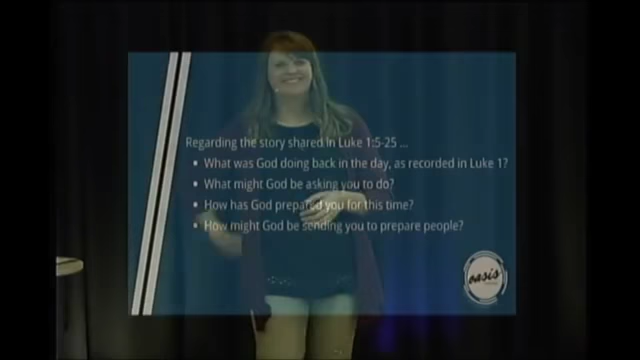 Regarding the story shared in Luke 1:5-25 ...
• What was God doing back in the day, as recorded in Luke 1?
• What might God be asking you to do?
• How has God prepared you for this time?
• How might God be sending you to prepare people?
oasis